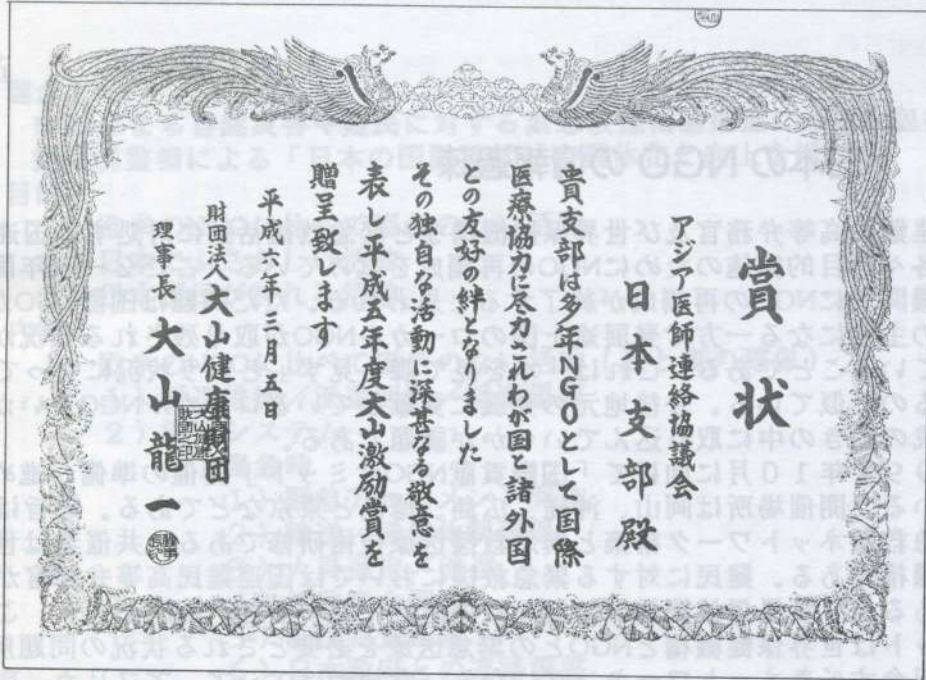 賞状
アジア医師連絡協議会
日本支部殿
貴支部は多年NGOとして国際
医療協力に尽力されわが国と諸外国
との友好の絆となりました
その独自な活動に深甚なる敬意を
表し平成五年度大山激励賞を
贈呈致します
平成六年三月五日
財団法人大山健康財団
理事長大山龍一